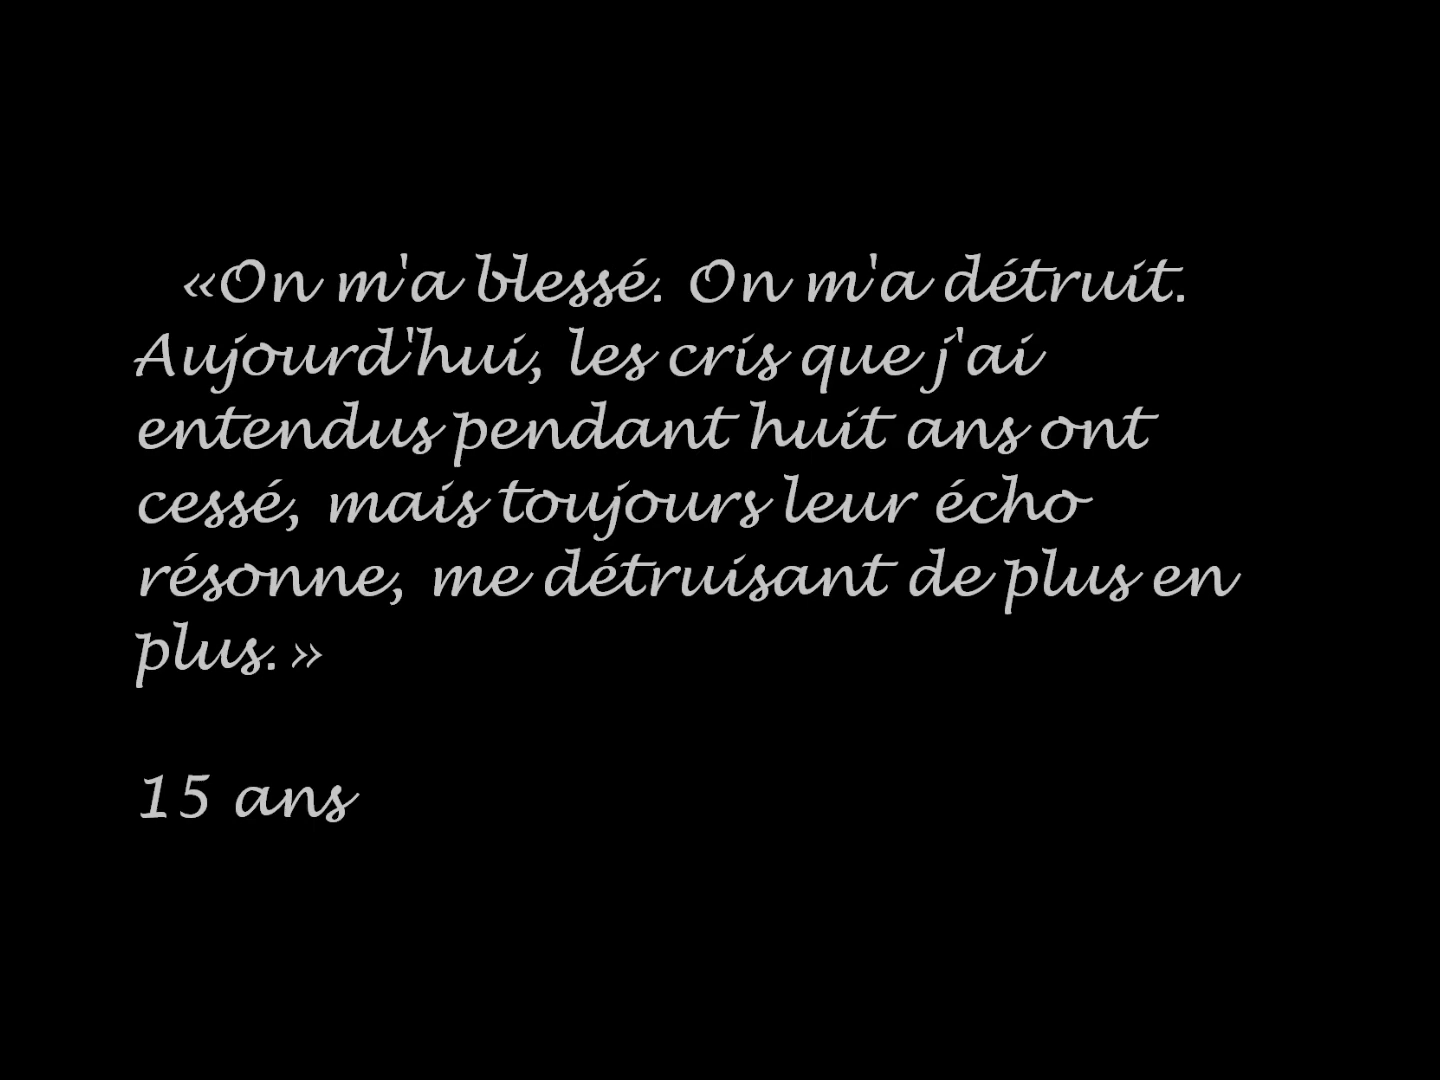 «On m'a blessé. On m'a détruit.
Aujourd'hui, les cris que j'ai
entendus pendant huit ans ont
cessé, mais toujours leur écho
résonne, me détruisant de plus en
plus.»
15 ans